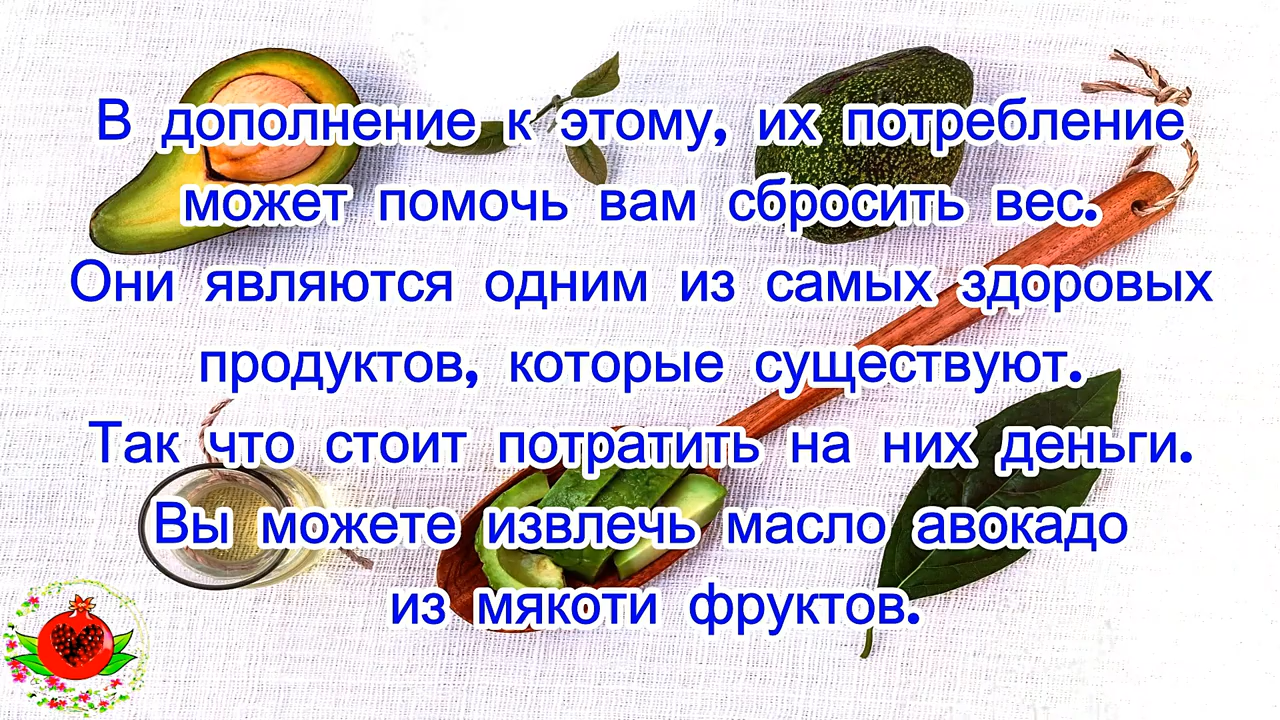 В дополнение к этому, их потребление
может помочь вам сбросить вес.
Они являются одним из самых здоровых
продуктов, которые существуют.
Так что стоит потратить на них деньги.
Вы можете извлечь масло авокадо
из мякоти фруктов.